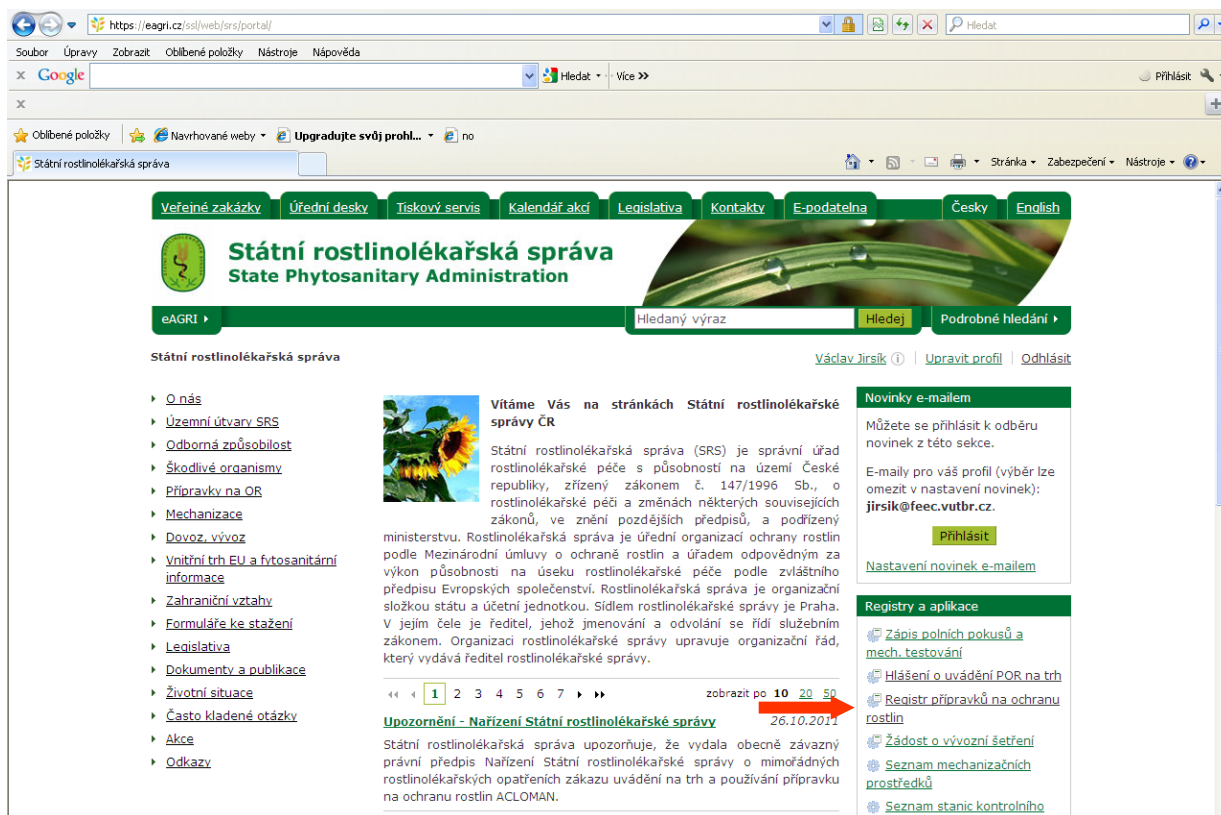 https://eagri.cz/ssl/web/srs/portal/
Hledat
Soubor Úpravy Zobrazit Oblíbené položky Nástroje Nápověda
x Google Hledat Více >> Přihlásit
x
Oblíbené položky Navrhované weby Upgradujte svůj prohl... no
Státní rostlinolékařská správa
Stránka Zabezpečení Nástroje
Veřejné zakázky Úřední desky Tiskový servis Kalendář akcí Legislativa Kontakty E-podatelna Česky English
Státní rostlinolékařská správa
State Phytosanitary Administration
eAGRI Hledaný výraz Hledej Podrobné hledání
Státní rostlinolékařská správa
Václav Jirsík Upravit profil Odhlásit
O nás
Územní útvary SRS
Odborná způsobilost
Škodlivé organismy
Přípravky na OR
Mechanizace
Dovoz, vývoz
Vnitřní trh EU a fytosanitární
informace
Zahraniční vztahy
Formuláře ke stažení
Legislativa
Dokumenty a publikace
Životní situace
Často kladené otázky
Akce
Odkazy
Vítáme Vás na stránkách Státní rostlinolékařské
správy ČR
Státní rostlinolékařská správa (SRS) je správní úřad
rostlinolékařské péče s působností na území České
republiky, zřízený zákonem č. 147/1996 Sb., o
rostlinolékařské péči a změnách některých souvisejících
zákonů, ve znění pozdějších předpisů, a podřízený
ministerstvu. Rostlinolékařská správa je úřední organizací ochrany rostlin
podle Mezinárodní úmluvy o ochraně rostlin a úřadem odpovědným za
výkon působnosti na úseku rostlinolékařské péče podle zvláštního
předpisu Evropských společenství. Rostlinolékařská správa je organizační
složkou státu a účetní jednotkou. Sídlem rostlinolékařské správy je Praha.
V jejím čele je ředitel, jehož jmenování a odvolání se řídí služebním
zákonem. Organizaci rostlinolékařské správy upravuje organizační řád,
který vydává ředitel rostlinolékařské správy.
1 2 3 4 5 6 7 zobrazit po 10 20 50
Upozornění - Nařízení Státní rostlinolékařské správy 26.10.2011
Státní rostlinolékařská správa upozorňuje, že vydala obecně závazný
právní předpis Nařízení Státní rostlinolékařské správy o mimořádných
rostlinolékařských opatřeních zákazu uvádění na trh a používání přípravku
na ochranu rostlin ACLOMAN.
Novinky e-mailem
Můžete se přihlásit k odběru
novinek z této sekce.
E-maily pro váš profil (výběr lze
omezit v nastavení novinek):
jirsik@feec.vutbr.cz.
Přihlásit
Nastavení novinek e-mailem
Registry a aplikace
Zápis polních pokusů a
mech. testování
Hlášení o uvádění POR na trh
Registr přípravků na ochranu
rostlin
Žádost o vývozní šetření
Seznam mechanizačních
prostředků
Seznam stanic kontrolního